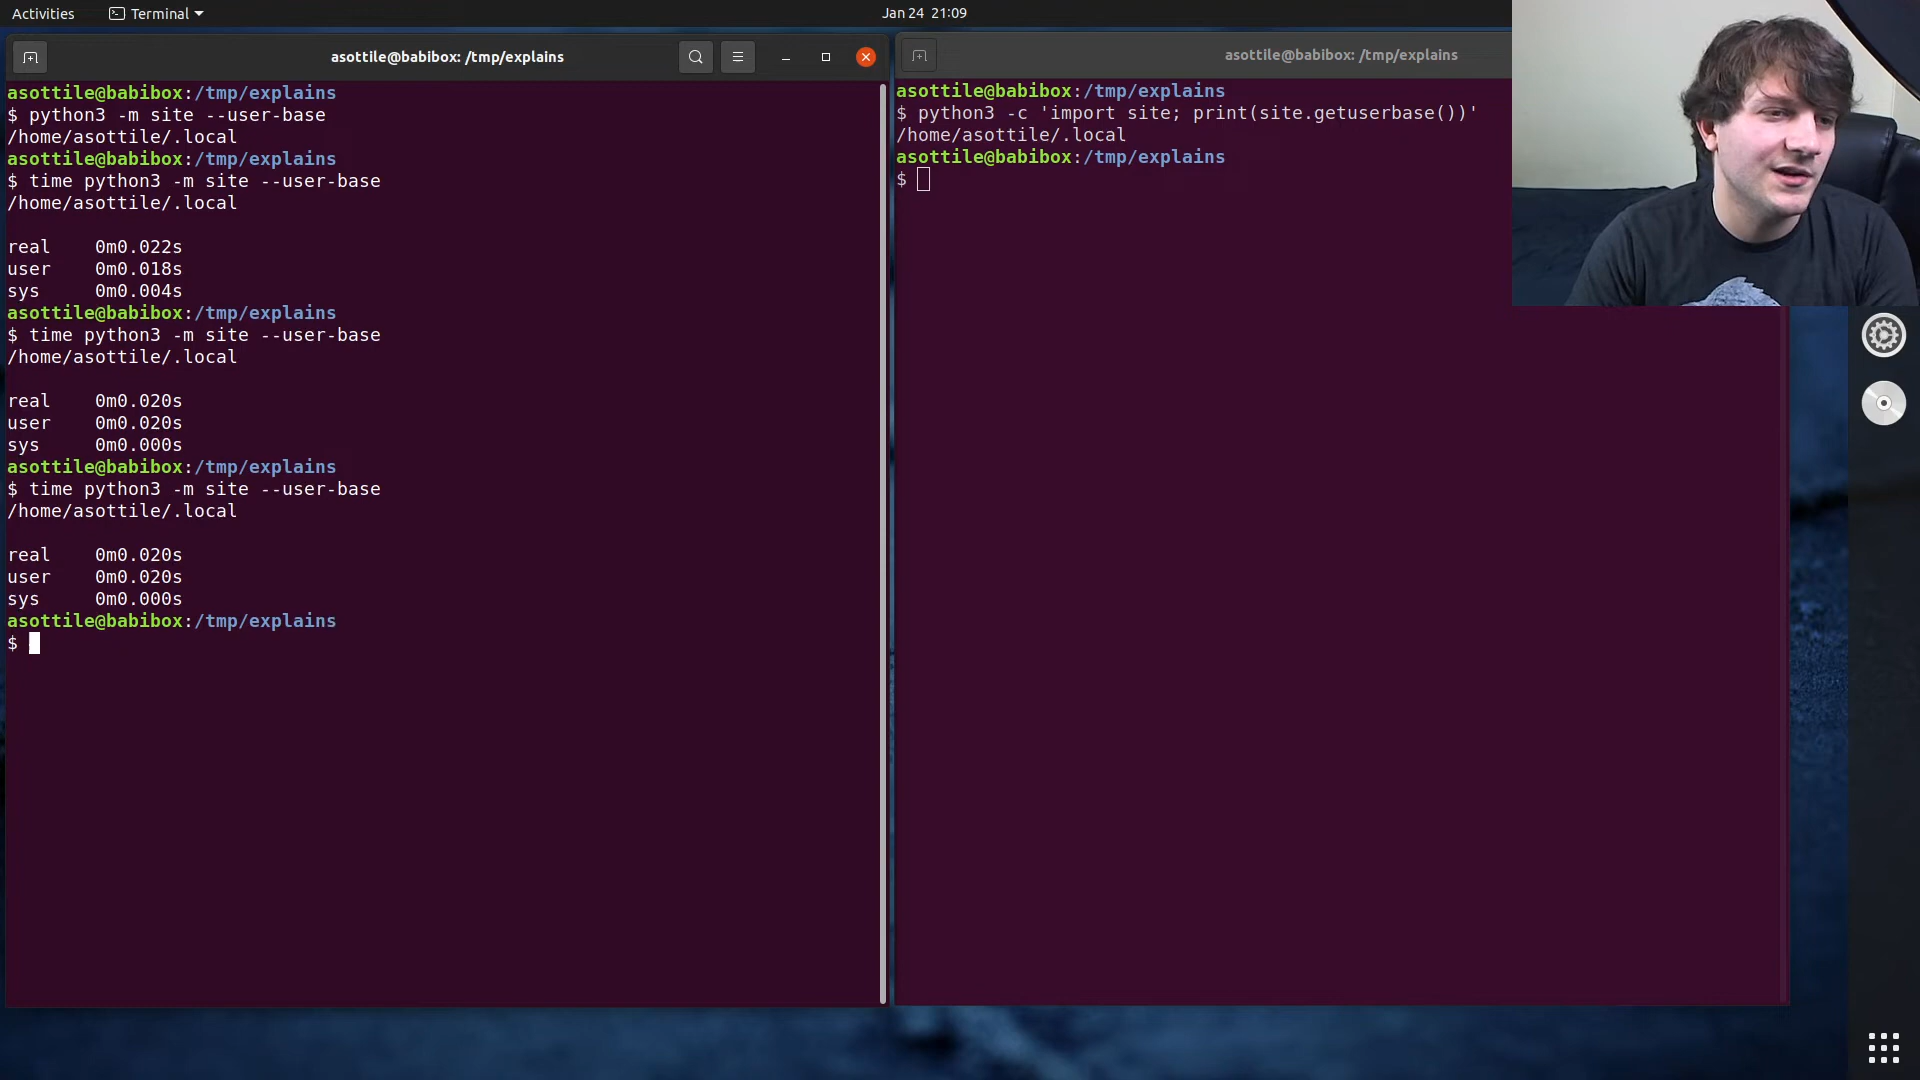 Activities
Terminal
Jan 24 21:09
asottile@babibox: /tmp/explains
asottile@babibox:/tmp/explains
$ python3 -m site --user-base
/home/asottile/.local
asottile@babibox:/tmp/explains
$ time python3 -m site --user-base
/home/asottile/.local
real 0m0.022s
user 0m0.018s
sys 0m0.004s
asottile@babibox:/tmp/explains
$ time python3 -m site --user-base
/home/asottile/.local
real 0m0.020s
user 0m0.020s
sys 0m0.000s
asottile@babibox:/tmp/explains
$ time python3 -m site --user-base
/home/asottile/.local
real 0m0.020s
user 0m0.020s
sys 0m0.000s
asottile@babibox:/tmp/explains
$
asottile@babibox: /tmp/explains
asottile@babibox:/tmp/explains
$ python3 -c 'import site; print(site.getuserbase())'
/home/asottile/.local
asottile@babibox:/tmp/explains
$